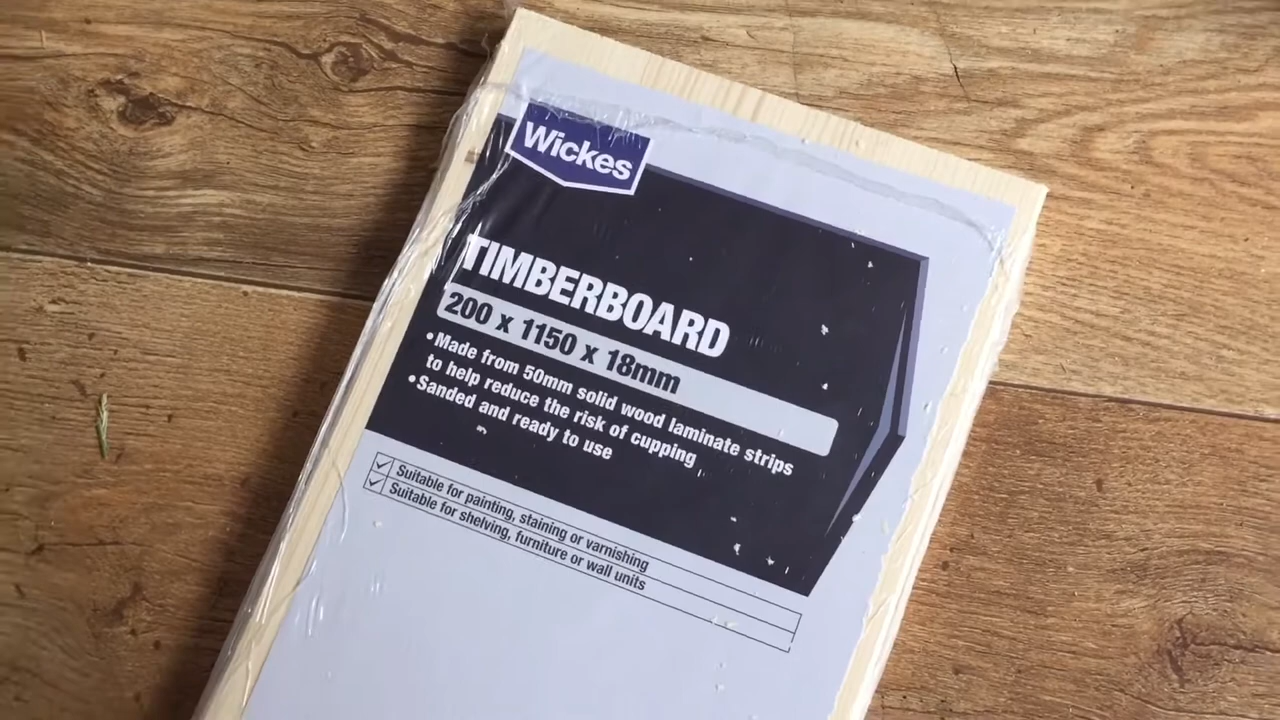 Wickes
TIMBERBOARD
200 x 1150 x 18mm
•Made from 50mm solid wood laminate strips
to help reduce the risk of cupping
•Sanded and ready to use
✓ Suitable for painting, staining or varnishing
✓ Suitable for shelving, furniture or wall units